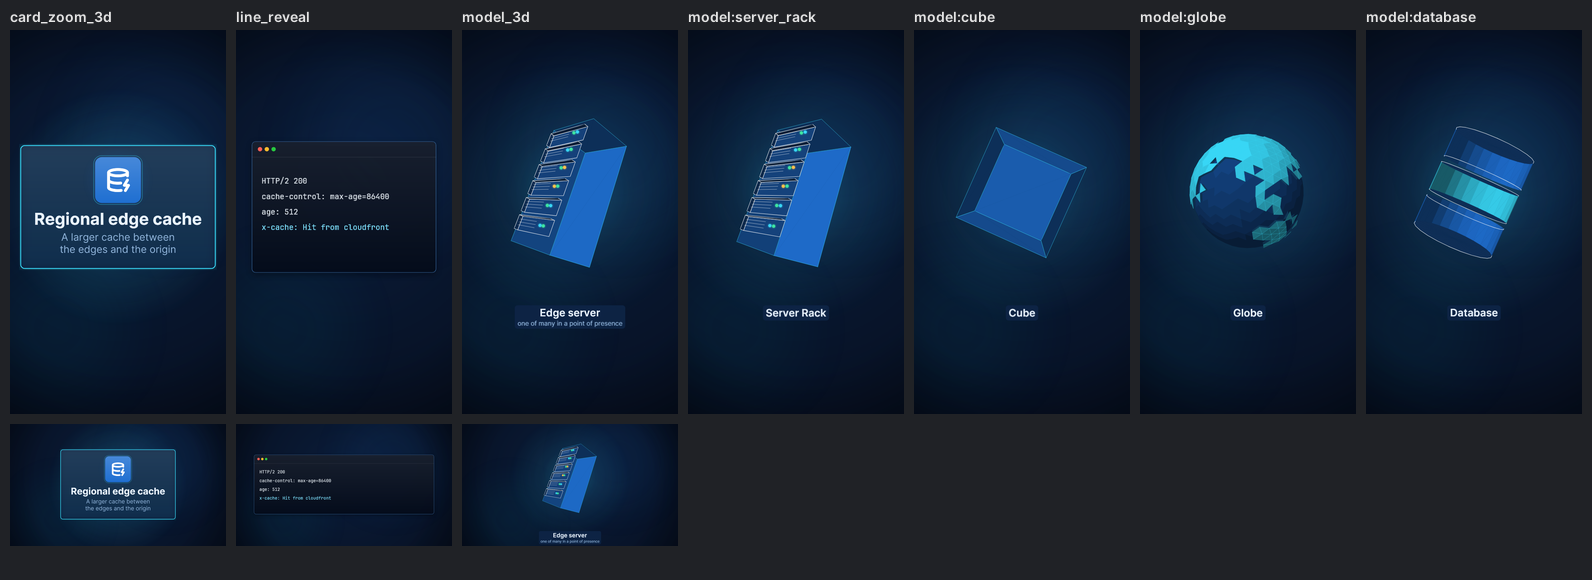 card_zoom_3d
line_reveal
model_3d
model:server_rack
model:cube
model:globe
model:database
Regional edge cache
A larger cache between
the edges and the origin
HTTP/2 200
cache-control: max-age=86400
age: 512
x-cache: Hit from cloudfront
Edge server
one of many in a point of presence
Server Rack
Cube
Globe
Database
Regional edge cache
A larger cache between
the edges and the origin
HTTP/2 200
cache-control: max-age=86400
age: 512
x-cache: Hit from cloudfront
Edge server
one of many in a point of presence